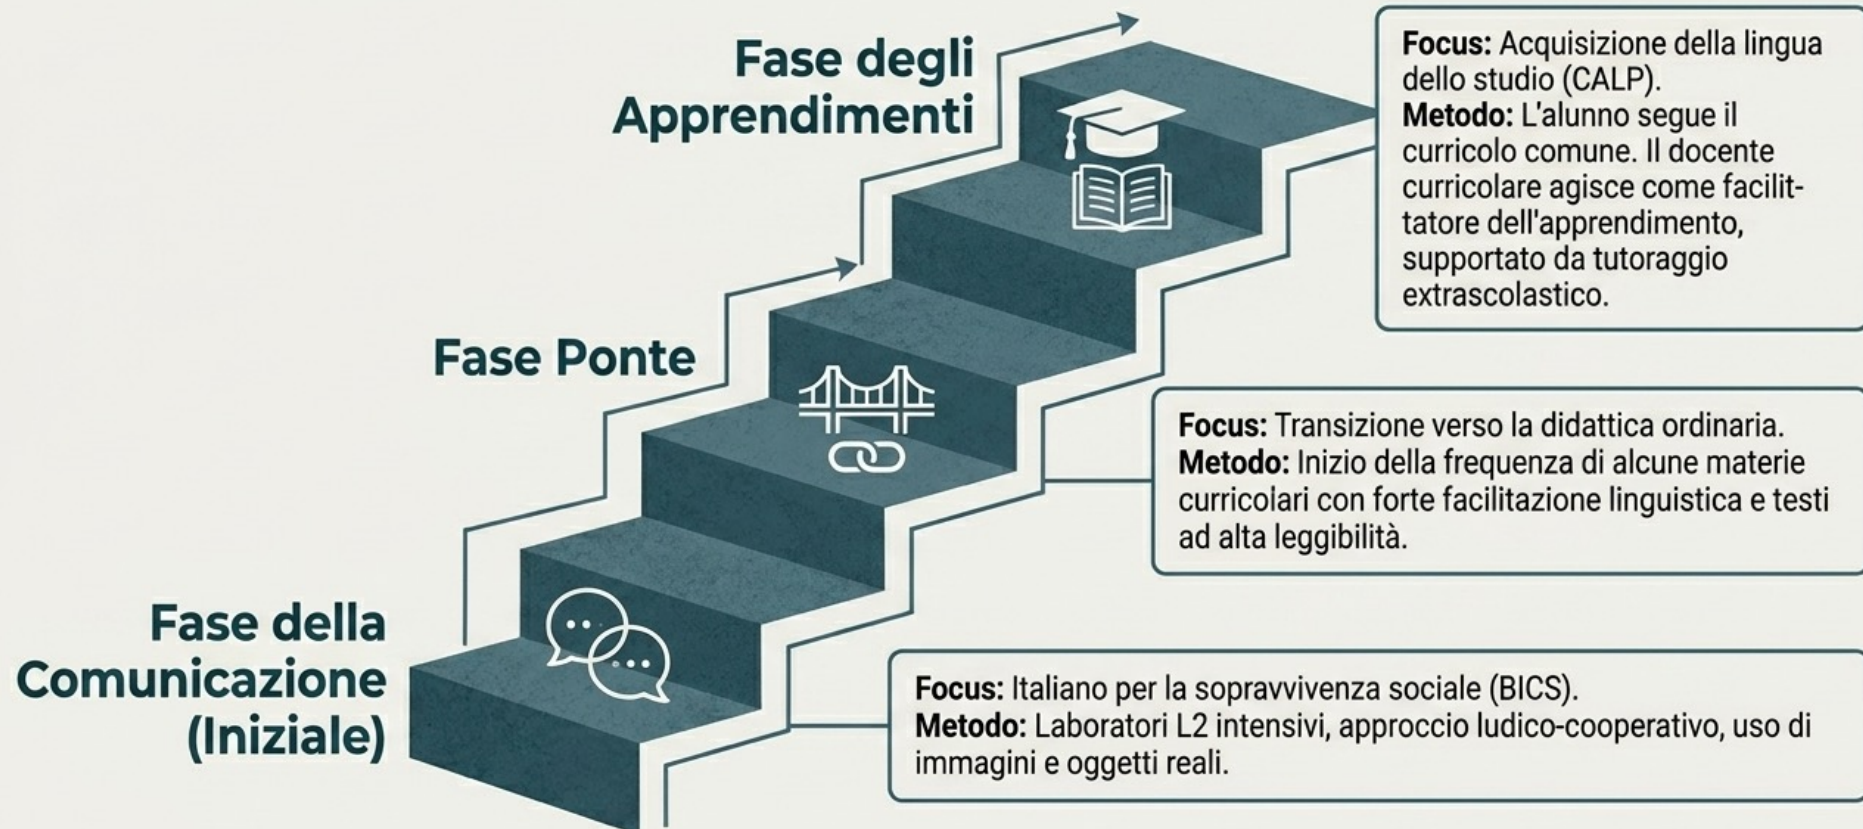 Fase degli
Apprendimenti
Focus: Acquisizione della lingua
dello studio (CALP).
Metodo: L'alunno segue il
curricolo comune. Il docente
curricolare agisce come facilit-
tatore dell'apprendimento,
supportato da tutoraggio
extrascolastico.
Fase Ponte
Focus: Transizione verso la didattica ordinaria.
Metodo: Inizio della frequenza di alcune materie
curricolari con forte facilitazione linguistica e testi
ad alta leggibilità.
Fase della
Comunicazione
(Iniziale)
Focus: Italiano per la sopravvivenza sociale (BICS).
Metodo: Laboratori L2 intensivi, approccio ludico-cooperativo, uso di
immagini e oggetti reali.